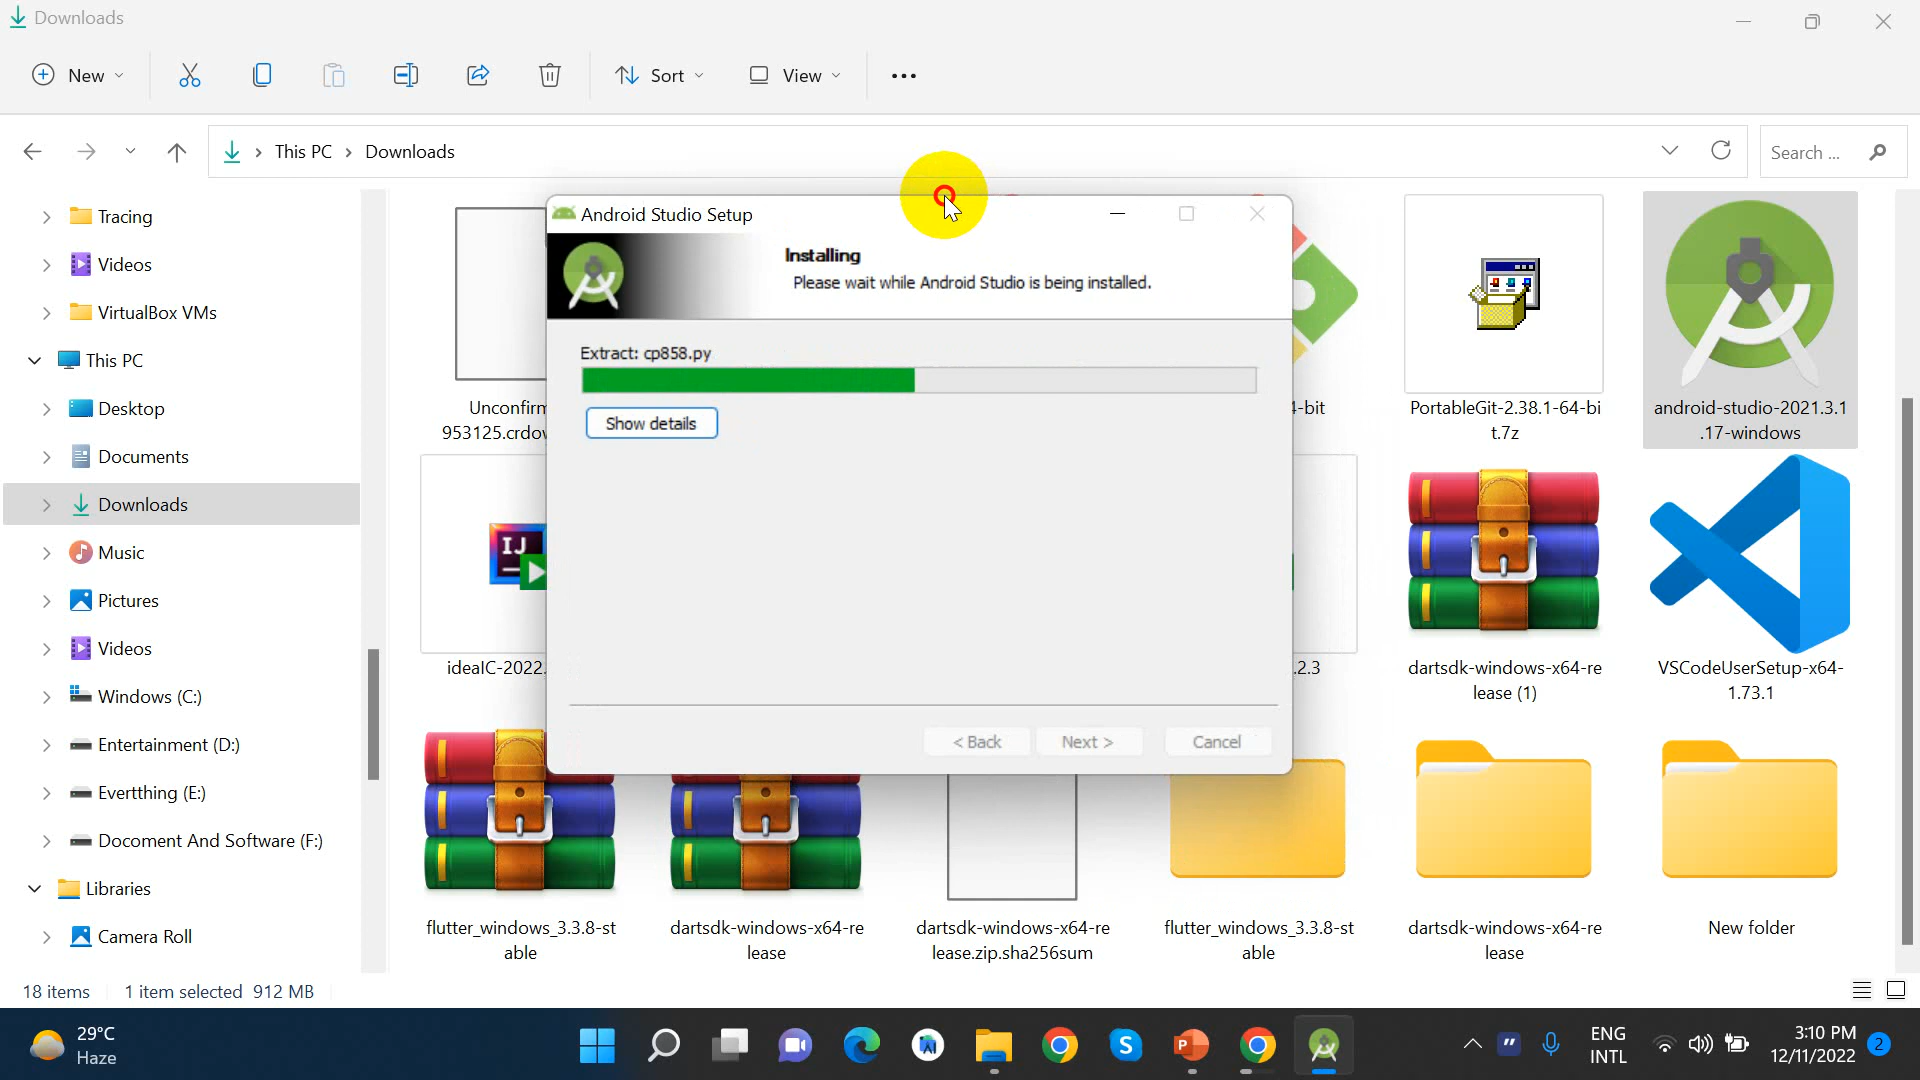 Downloads
New
Sort
View
This PC
Downloads
Search ...
Tracing
Videos
VirtualBox VMs
This PC
Desktop
Documents
Downloads
Music
Pictures
Videos
Windows (C:)
Entertainment (D:)
Evertthing (E:)
Docoment And Software (F:)
Libraries
Camera Roll
Unconfirm
953125.crdov
4-bit
PortableGit-2.38.1-64-bi
t.7z
android-studio-2021.3.1
.17-windows
Android Studio Setup
Installing
Please wait while Android Studio is being installed.
Extract: cp858.py
Show details
< Back
Next >
Cancel
IJ
ideaIC-2022.
.2.3
dartsdk-windows-x64-re
lease (1)
VSCodeUserSetup-x64-
1.73.1
flutter_windows_3.3.8-st
able
dartsdk-windows-x64-re
lease
dartsdk-windows-x64-re
lease.zip.sha256sum
flutter_windows_3.3.8-st
able
dartsdk-windows-x64-re
lease
New folder
18 items
1 item selected 912 MB
29°C
Haze
S
P
ENG
INTL
3:10 PM
12/11/2022
2